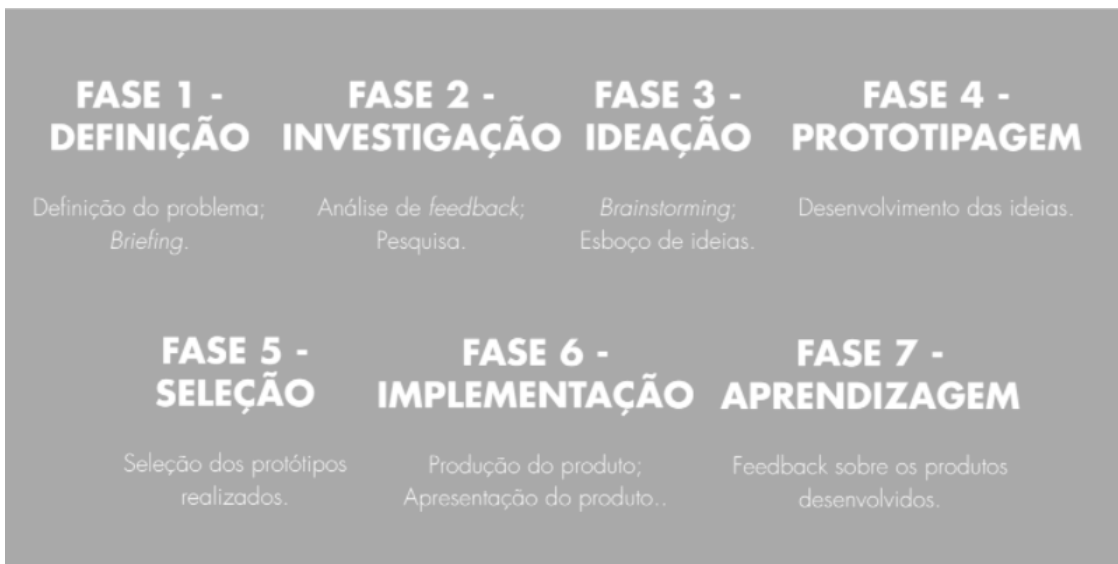 FASE 1 -
DEFINIÇÃO
Definição do problema;
Briefing.
FASE 2 -
INVESTIGAÇÃO
Análise de feedback;
Pesquisa.
FASE 3 -
IDEAÇÃO
Brainstorming;
Esboço de ideias.
FASE 4 -
PROTOTIPAGEM
Desenvolvimento das ideias.
FASE 5 -
SELEÇÃO
Seleção dos protótipos
realizados.
FASE 6 -
IMPLEMENTAÇÃO
Produção do produto;
Apresentação do produto..
FASE 7 -
APRENDIZAGEM
Feedback sobre os produtos
desenvolvidos.